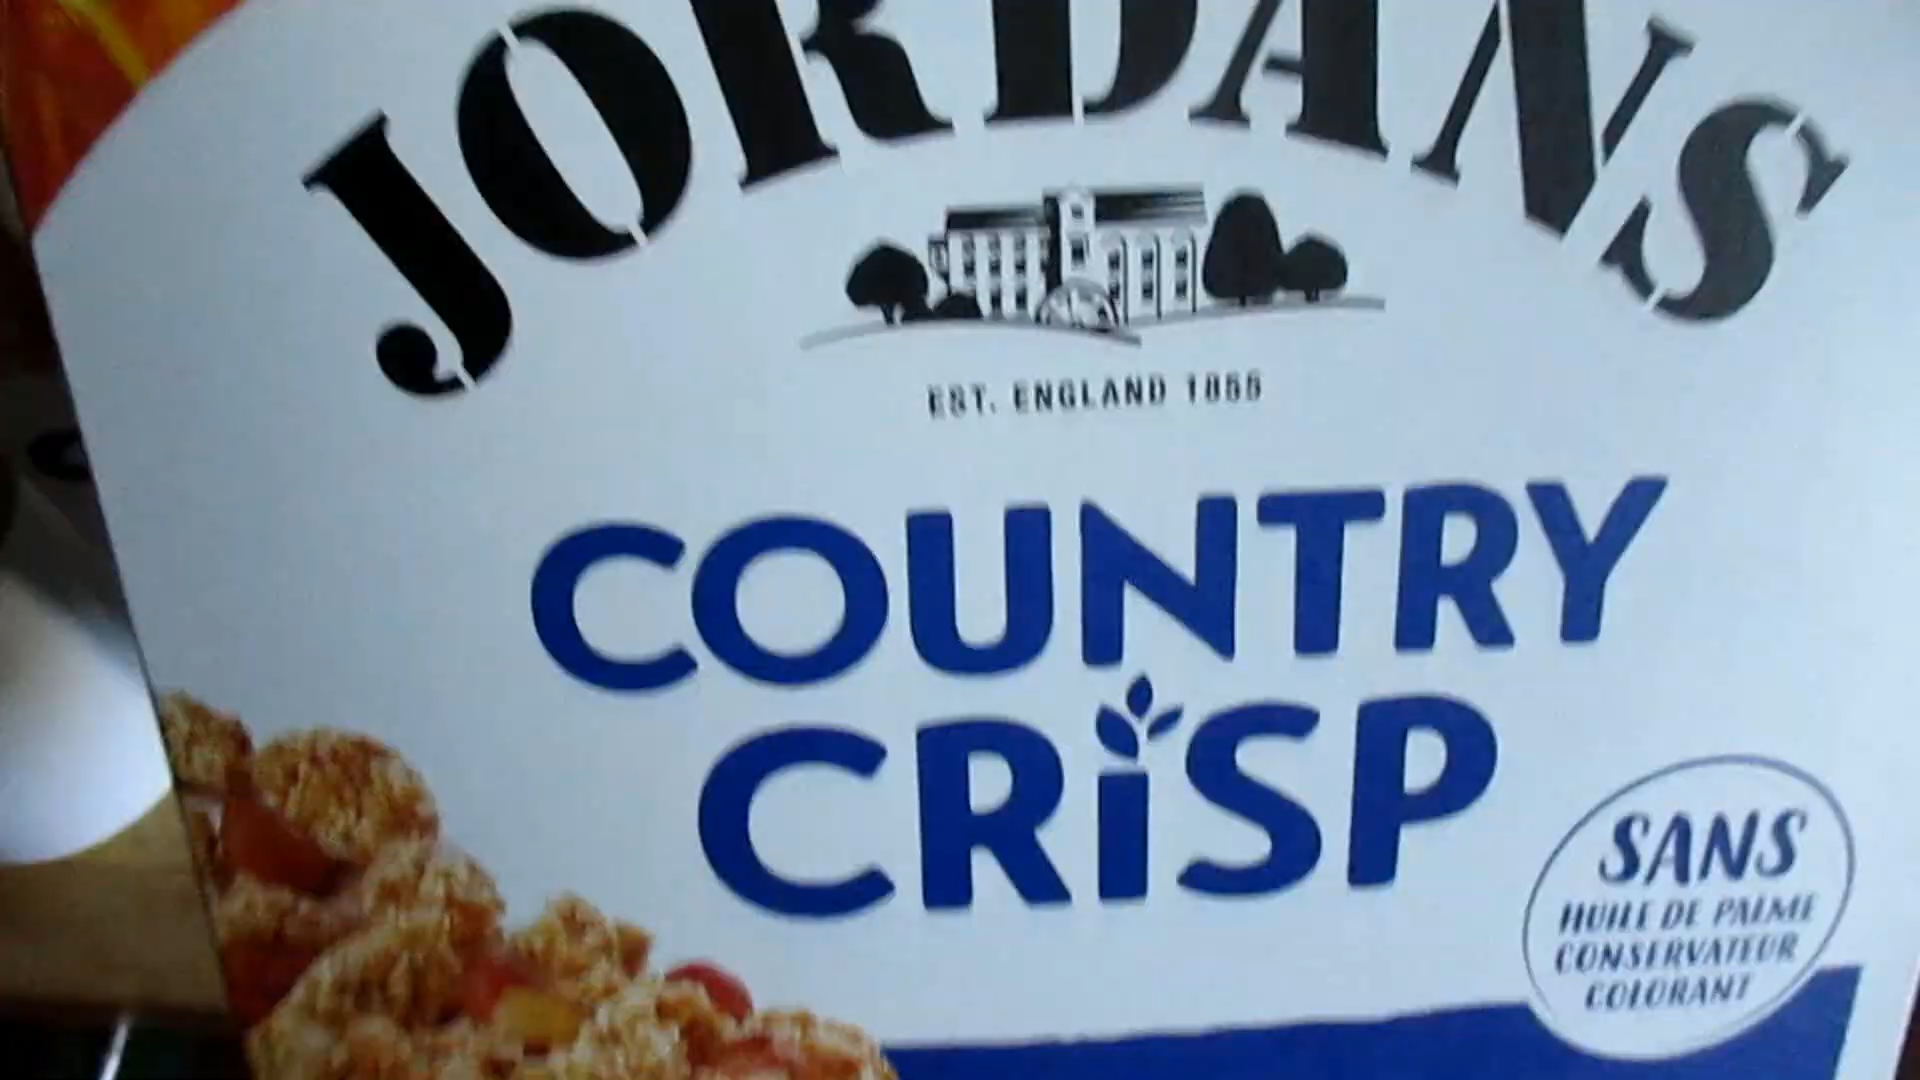 JORDANS
EST. ENGLAND 1855
COUNTRY
CRiSP
SANS
HUILE DE PALME
CONSERVATEUR
COLORANT